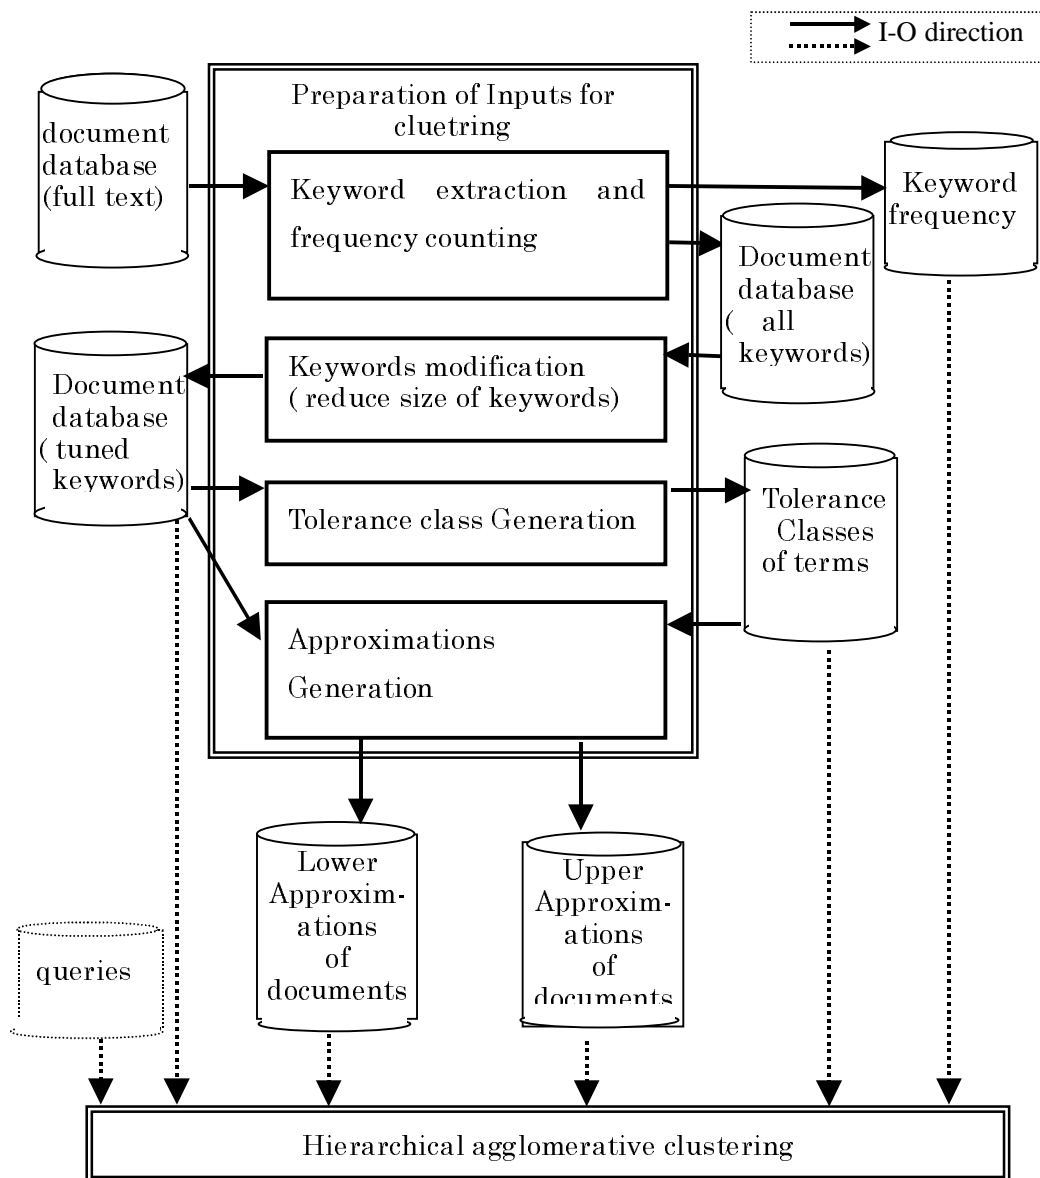 I-O direction
Preparation of Inputs for
cluetring
document
database
(full text)
Keyword extraction and
frequency counting
Keyword
frequency
Document
database
( all
keywords)
Keywords modification
( reduce size of keywords)
Document
database
( tuned
keywords)
Tolerance class Generation
Tolerance
Classes
of terms
Approximations
Generation
Lower
Approxim-
ations
of
documents
Upper
Approxim-
ations
of
documents
queries
Hierarchical agglomerative clustering